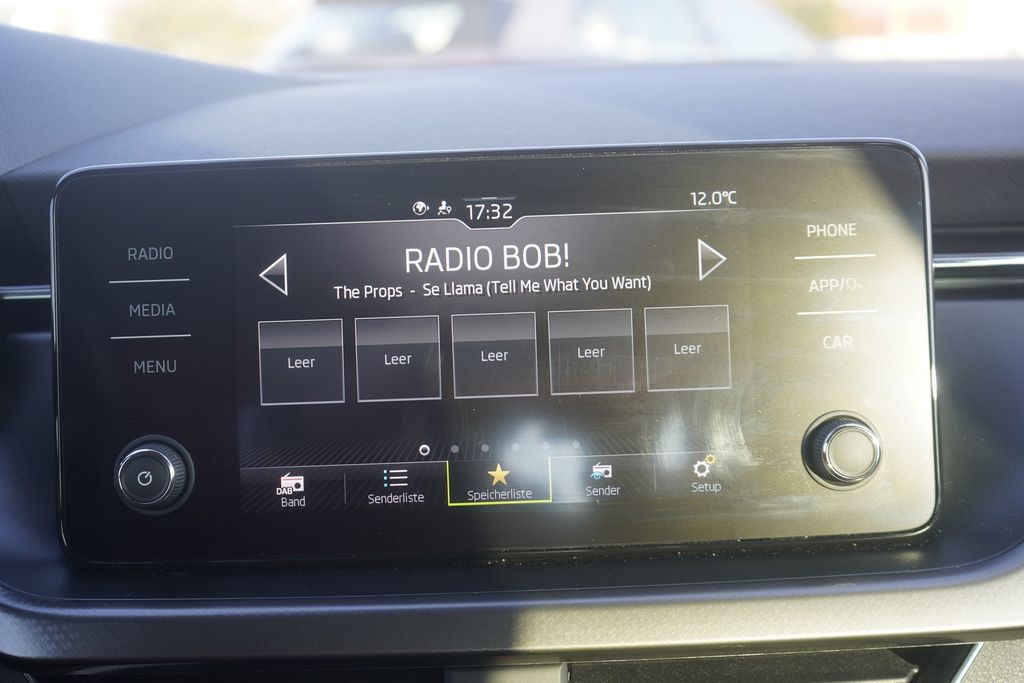 17:32
12.0°C
RADIO
MEDIA
MENU
RADIO BOB!
The Props - Se Llama (Tell Me What You Want)
Leer
Leer
Leer
Leer
Leer
PHONE
APP/
CAR
DAB
Band
Senderliste
Speicherliste
Sender
Setup